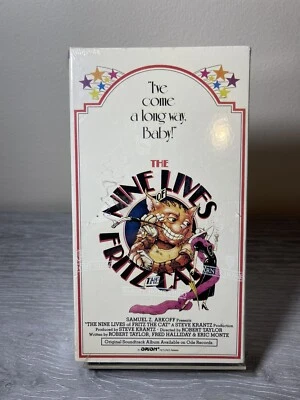 "I've
come
a long way,
Baby!"
THE
NINE LIVES
OF
FRITZ THE CAT
SAMUEL Z. ARKOFF Presents
"THE NINE LIVES of FRITZ THE CAT" A STEVE KRANTZ Production
Produced by STEVE KRANTZ · Directed by ROBERT TAYLOR
Written by ROBERT TAYLOR, FRED HALLIDAY & ERIC MONTE
Original Soundtrack Album Available on Ode Records.
ORION